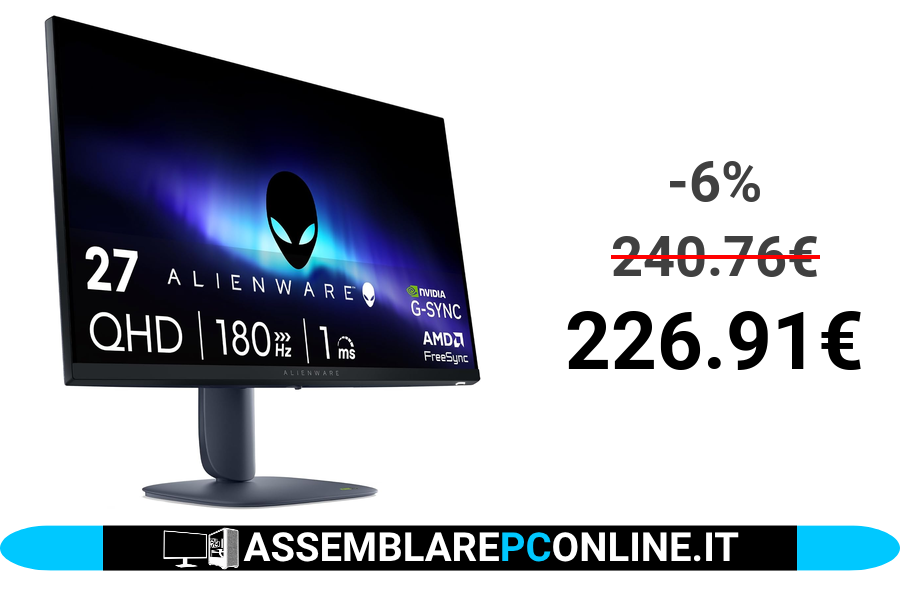 27
ALIENWARE
QHD | 180 Hz | 1 ms
NVIDIA
G-SYNC
AMD
FreeSync
ALIENWARE
-6%
240.76€
226.91€
ASSEMBLAREPCONLINE.IT